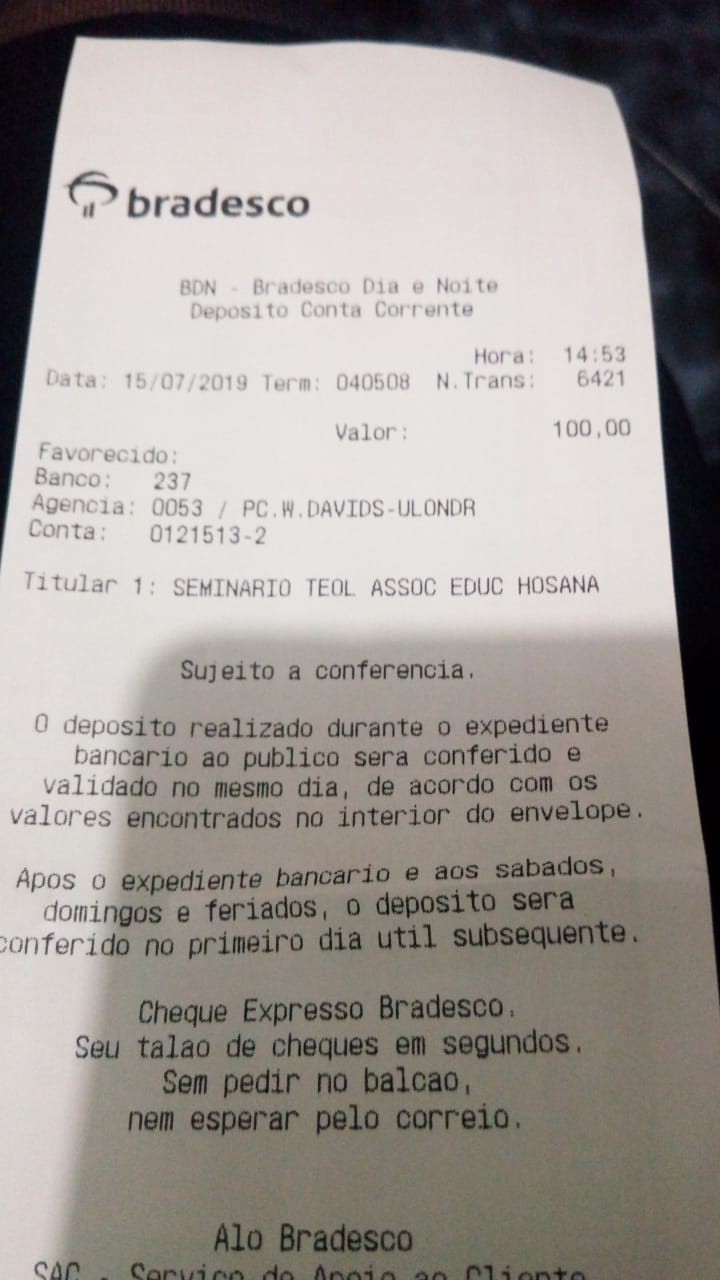 bradesco
BDN - Bradesco Dia e Noite
Deposito Conta Corrente
Hora: 14:53
Data: 15/07/2019 Term: 040508 N.Trans: 6421
Valor: 100,00
Favorecido:
Banco: 237
Agencia: 0053 / PC.W.DAVIDS-ULONDR
Conta: 0121513-2
Titular 1: SEMINARIO TEOL ASSOC EDUC HOSANA
Sujeito a conferencia.
O deposito realizado durante o expediente
bancario ao publico sera conferido e
validado no mesmo dia, de acordo com os
valores encontrados no interior do envelope.
Apos o expediente bancario e aos sabados,
domingos e feriados, o deposito sera
conferido no primeiro dia util subsequente.
Cheque Expresso Bradesco.
Seu talao de cheques em segundos.
Sem pedir no balcao,
nem esperar pelo correio.
Alo Bradesco
SAC - Servico de Apoio ao Cliente